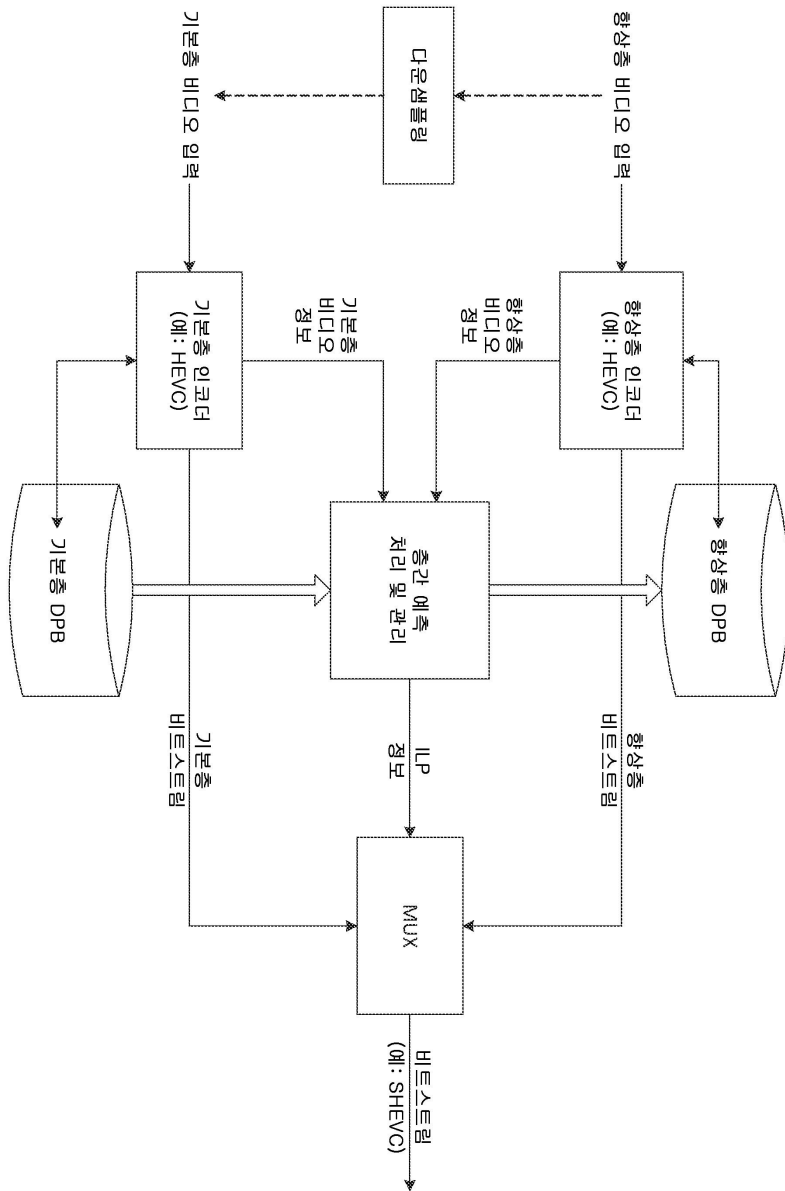 향상층 비디오 입력
다운샘플링
기본층 비디오 입력
향상층 인코더
(예: HEVC)
향상층
비디오
정보
기본층
비디오
정보
기본층 인코더
(예: HEVC)
향상층 DPB
층간 예측
처리 및 관리
기본층 DPB
향상층
비트스트림
ILP
정보
기본층
비트스트림
MUX
비트스트림
(예: SHEVC)